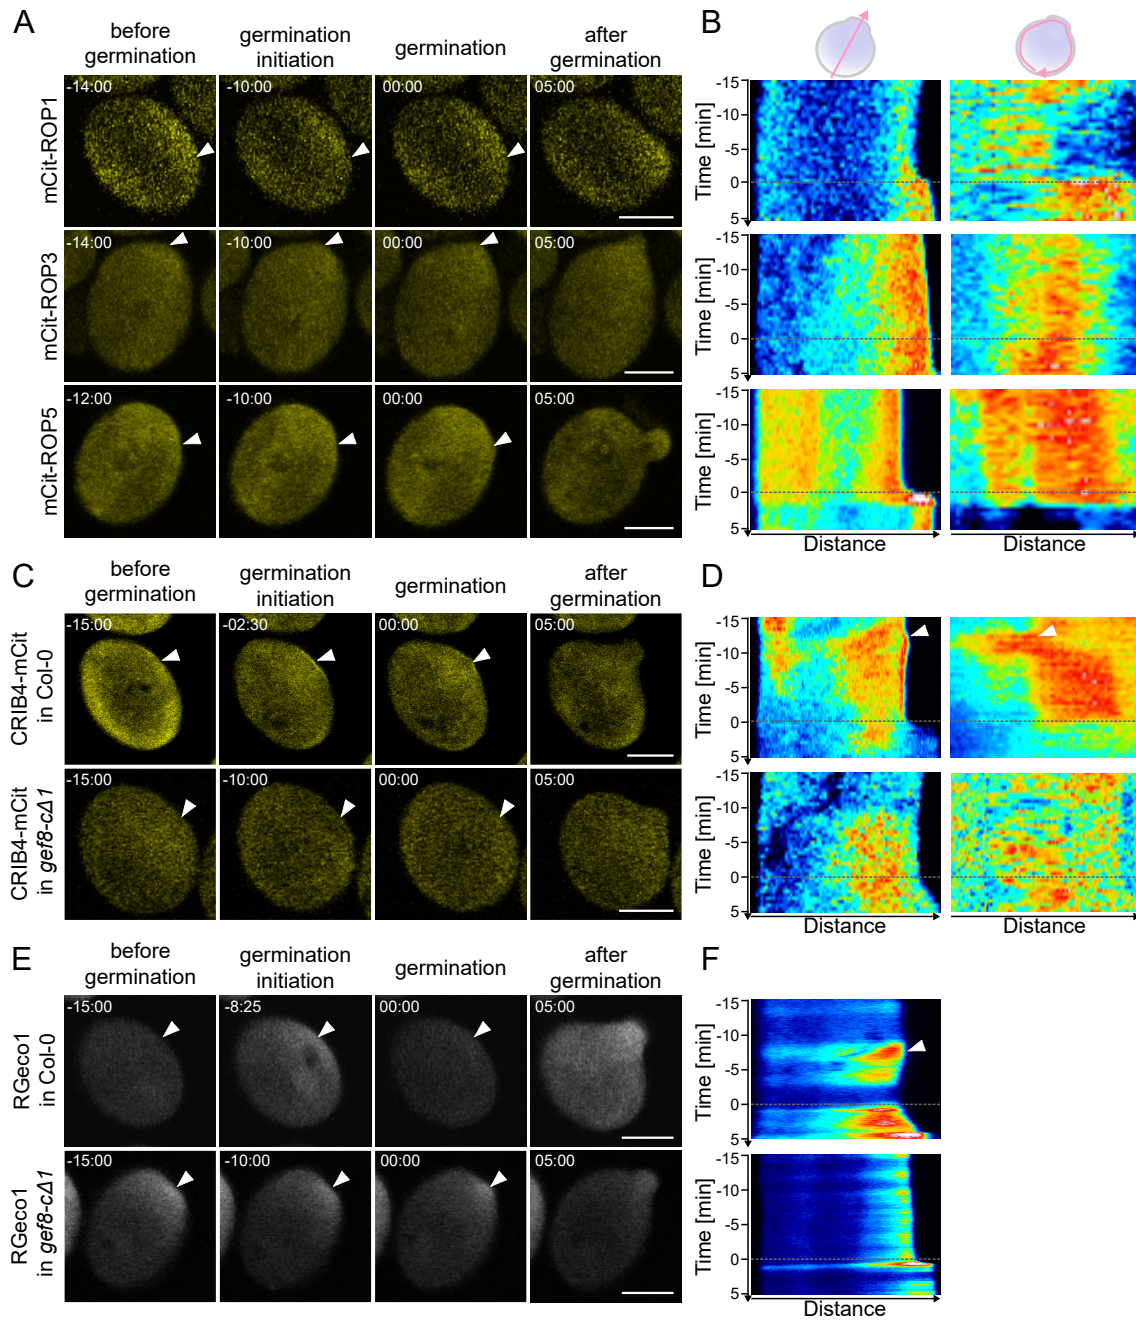 A
before
germination
germination
initiation
germination
after
germination
mCit-ROP1
-14:00
-10:00
00:00
05:00
mCit-ROP3
-14:00
-10:00
00:00
05:00
mCit-ROP5
-12:00
-10:00
00:00
05:00
B
Time [min]
-15
-10
-5
0
5
Time [min]
-15
-10
-5
0
5
Time [min]
-15
-10
-5
0
5
Distance
C
before
germination
germination
initiation
germination
after
germination
CRIB4-mCit
in Col-0
-15:00
-02:30
00:00
05:00
CRIB4-mCit
in gef8-cΔ1
-15:00
-10:00
00:00
05:00
D
Time [min]
-15
-10
-5
0
5
Time [min]
-15
-10
-5
0
5
Distance
E
before
germination
germination
initiation
germination
after
germination
RGeco1
in Col-0
-15:00
-8:25
00:00
05:00
RGeco1
in gef8-cΔ1
-15:00
-10:00
00:00
05:00
F
Time [min]
-15
-10
-5
0
5
Time [min]
-15
-10
-5
0
5
Distance